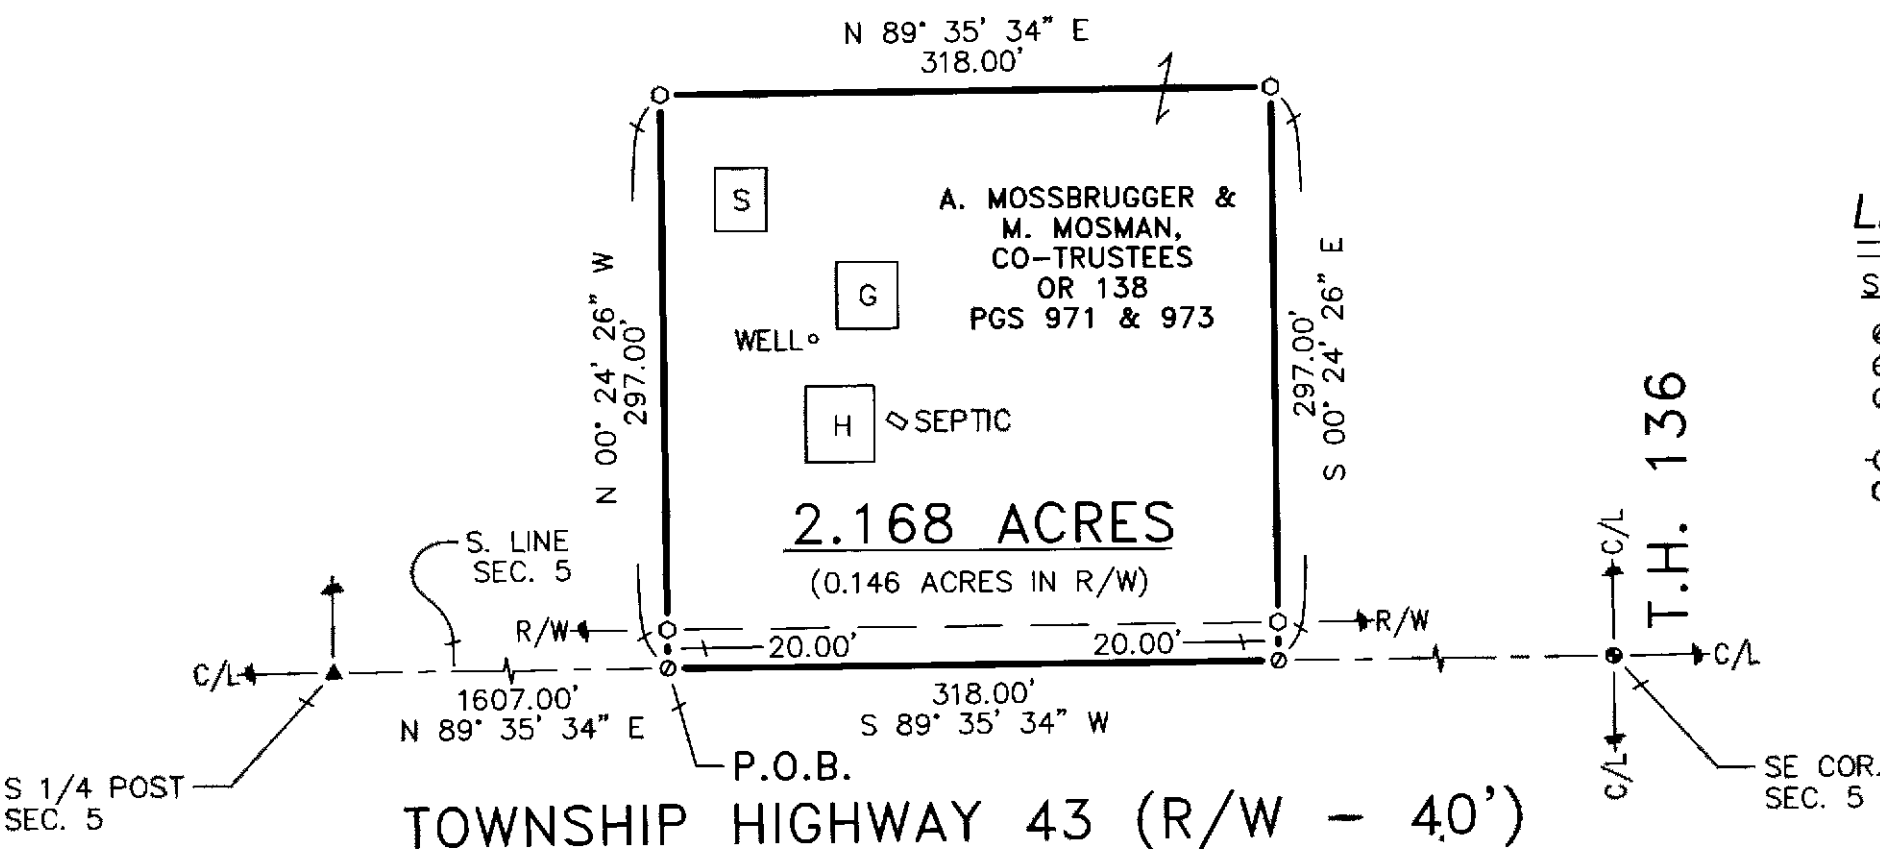 N 89° 35' 34" E
318.00'
S
A. MOSSBRUGGER &
M. MOSMAN,
CO-TRUSTEES
OR 138
PGS 971 & 973
G
WELL
H
SEPTIC
N 00° 24' 26" W
297.00'
297.00'
S 00° 24' 26" E
2.168 ACRES
(0.146 ACRES IN R/W)
S. LINE
SEC. 5
R/W
20.00'
20.00'
R/W
C/L
T.H. 136
C/L
C/L
C/L
1607.00'
N 89° 35' 34" E
318.00'
S 89° 35' 34" W
P.O.B.
S 1/4 POST
SEC. 5
SE COR.
SEC. 5
TOWNSHIP HIGHWAY 43 (R/W - 40')